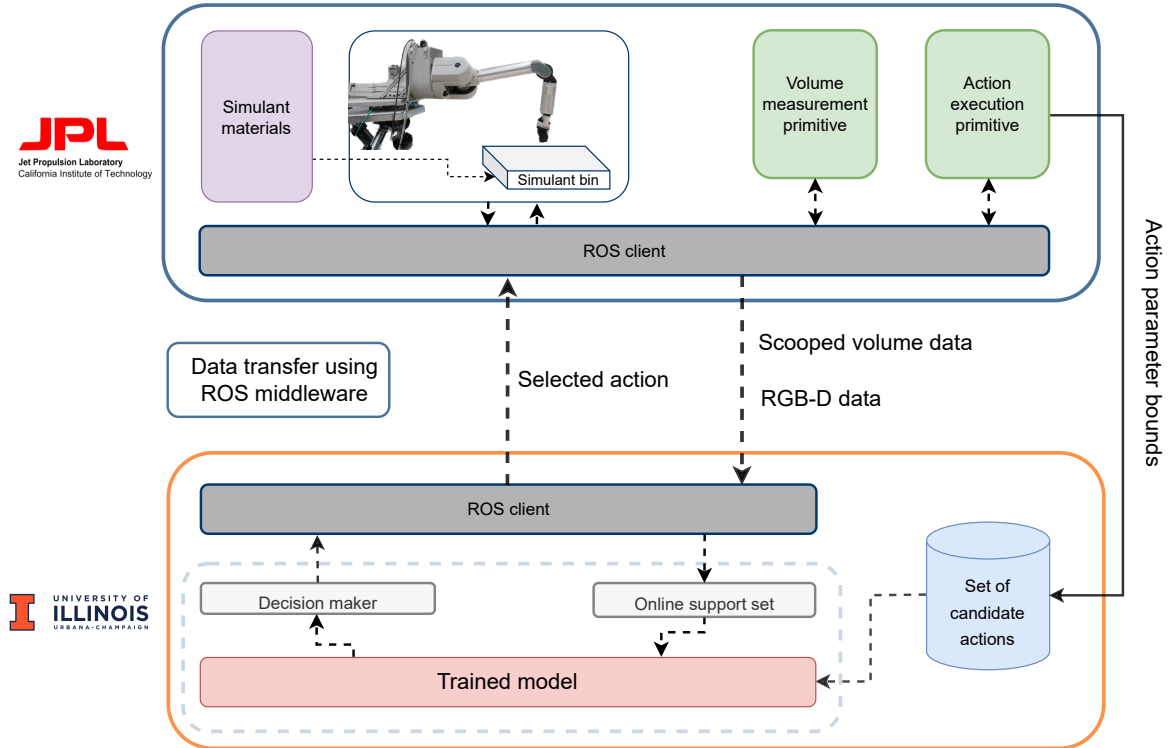 Simulant
materials
Volume
measurement
primitive
Action
execution
primitive
JPL
Jet Propulsion Laboratory
California Institute of Technology
Simulant bin
ROS client
Action parameter bounds
Data transfer using
ROS middleware
Selected action
Scooped volume data
RGB-D data
ROS client
UNIVERSITY OF
ILLINOIS
URBANA-CHAMPAIGN
Decision maker
Online support set
Set of
candidate
actions
Trained model